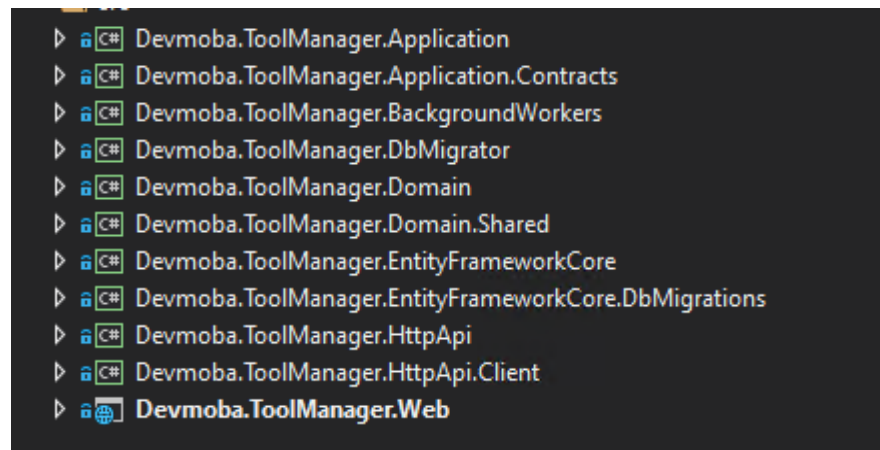 C# Devmoba.ToolManager.Application
C# Devmoba.ToolManager.Application.Contracts
C# Devmoba.ToolManager.BackgroundWorkers
C# Devmoba.ToolManager.DbMigrator
C# Devmoba.ToolManager.Domain
C# Devmoba.ToolManager.Domain.Shared
C# Devmoba.ToolManager.EntityFrameworkCore
C# Devmoba.ToolManager.EntityFrameworkCore.DbMigrations
C# Devmoba.ToolManager.HttpApi
C# Devmoba.ToolManager.HttpApi.Client
Devmoba.ToolManager.Web